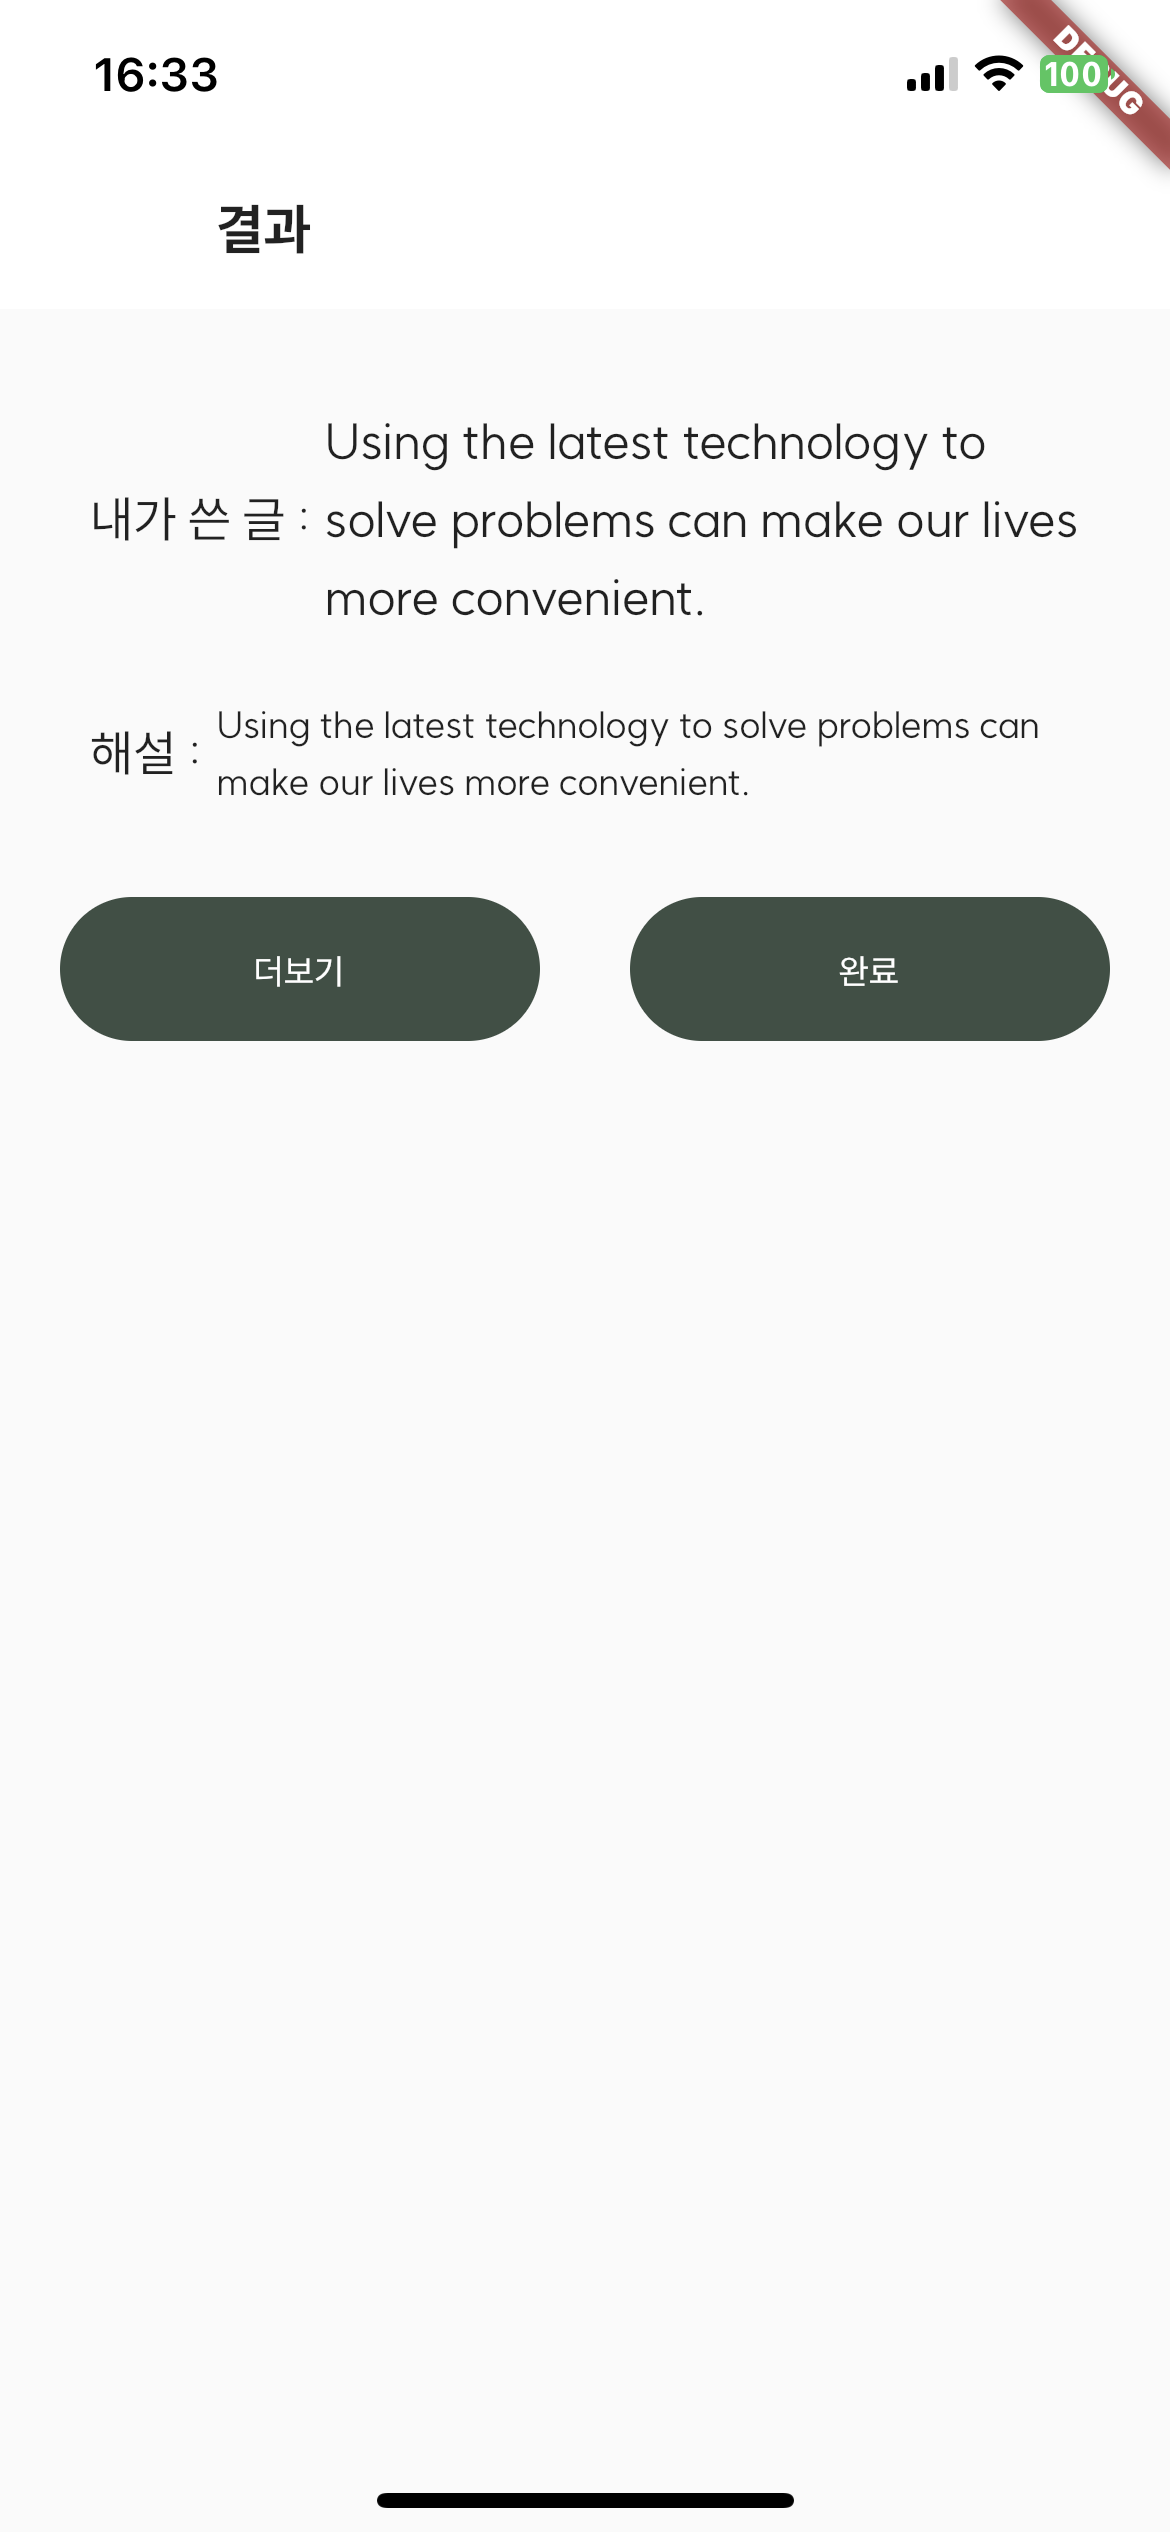 16:33
100
DEBUG
결과
Using the latest technology to
내가 쓴 글 : solve problems can make our lives
more convenient.
해설 : Using the latest technology to solve problems can
make our lives more convenient.
더보기 완료